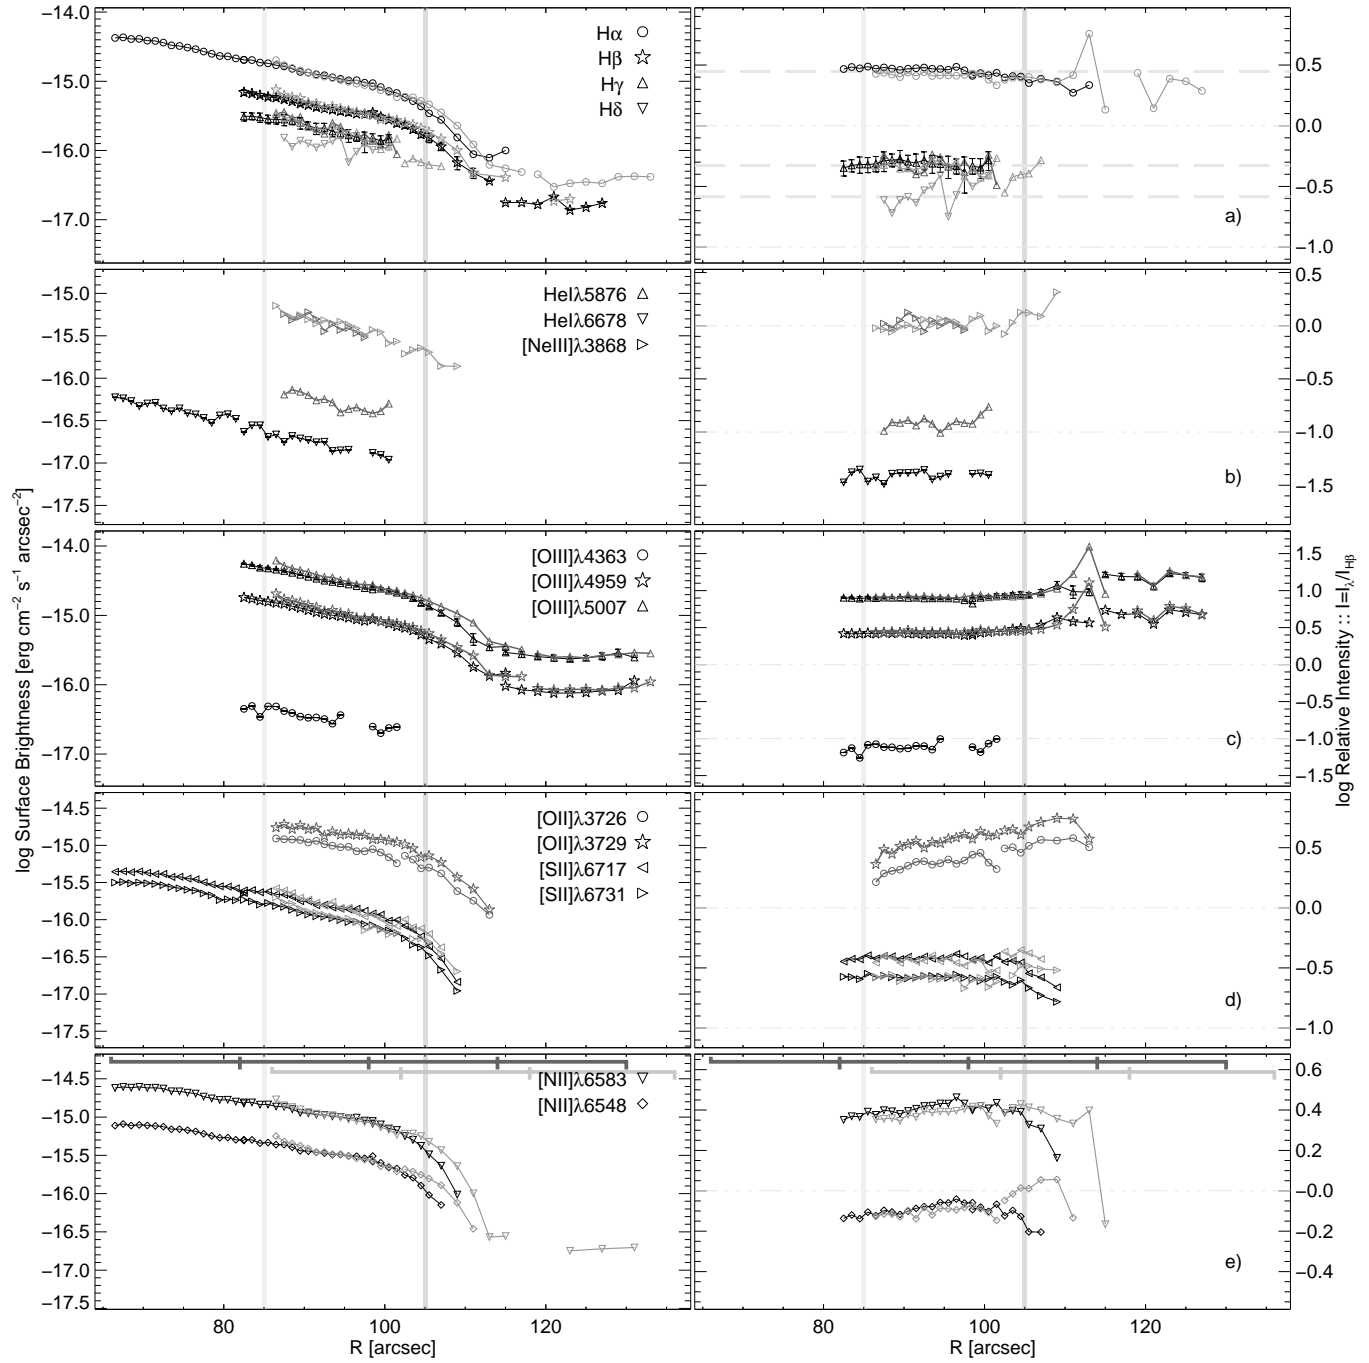 −14.0
−15.0
−16.0
−17.0
Hα
Hβ
Hγ
Hδ
0.5
0.0
−0.5
−1.0
a)
−15.0
−15.5
−16.0
−16.5
−17.0
−17.5
HeIλ5876
HeIλ6678
[NeIII]λ3868
0.5
0.0
−0.5
−1.0
−1.5
b)
−14.0
−15.0
−16.0
−17.0
[OIII]λ4363
[OIII]λ4959
[OIII]λ5007
1.5
1.0
0.5
0.0
−0.5
−1.0
−1.5
c)
−14.5
−15.0
−15.5
−16.0
−16.5
−17.0
−17.5
[OII]λ3726
[OII]λ3729
[SII]λ6717
[SII]λ6731
0.5
0.0
−0.5
−1.0
d)
−14.5
−15.0
−15.5
−16.0
−16.5
−17.0
−17.5
[NII]λ6583
[NII]λ6548
0.6
0.4
0.2
−0.0
−0.2
−0.4
e)
80 100 120
80 100 120
R [arcsec]
R [arcsec]
log Surface Brightness [erg cm−2 s−1 arcsec−2]
log Relative Intensity :: I=Iλ/IHβ